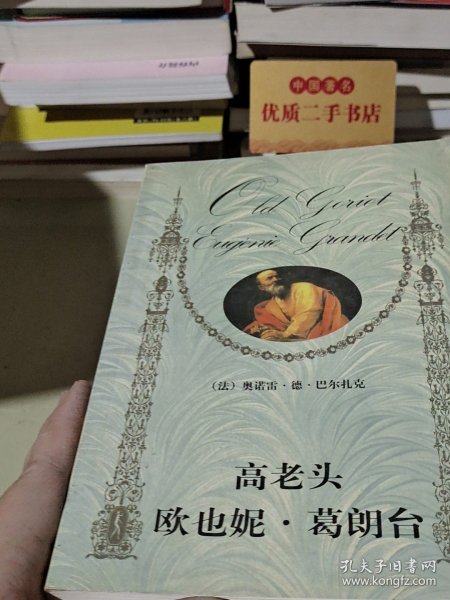 中国著名
优质二手书店
Old Goriot
Eugenie Grandet
（法）奥诺雷·德·巴尔扎克
高老头
欧也妮·葛朗台
孔夫子旧书网
www.kongfz.com